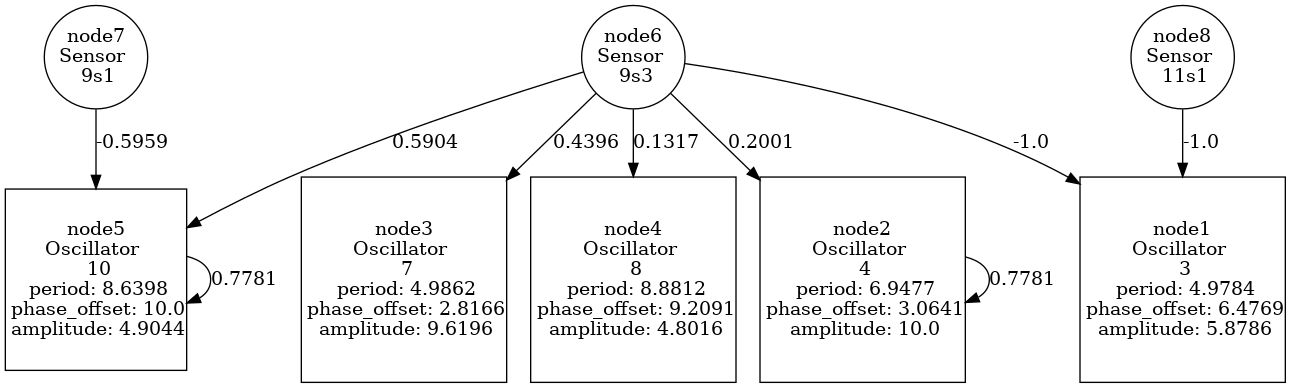 node7
Sensor
9s1
node6
Sensor
9s3
node8
Sensor
11s1
-0.5959
0.5904
0.4396
0.1317
0.2001
-1.0
-1.0
node5
Oscillator
10
period: 8.6398
phase_offset: 10.0
amplitude: 4.9044
0.7781
node3
Oscillator
7
period: 4.9862
phase_offset: 2.8166
amplitude: 9.6196
node4
Oscillator
8
period: 8.8812
phase_offset: 9.2091
amplitude: 4.8016
node2
Oscillator
4
period: 6.9477
phase_offset: 3.0641
amplitude: 10.0
0.7781
node1
Oscillator
3
period: 4.9784
phase_offset: 6.4769
amplitude: 5.8786